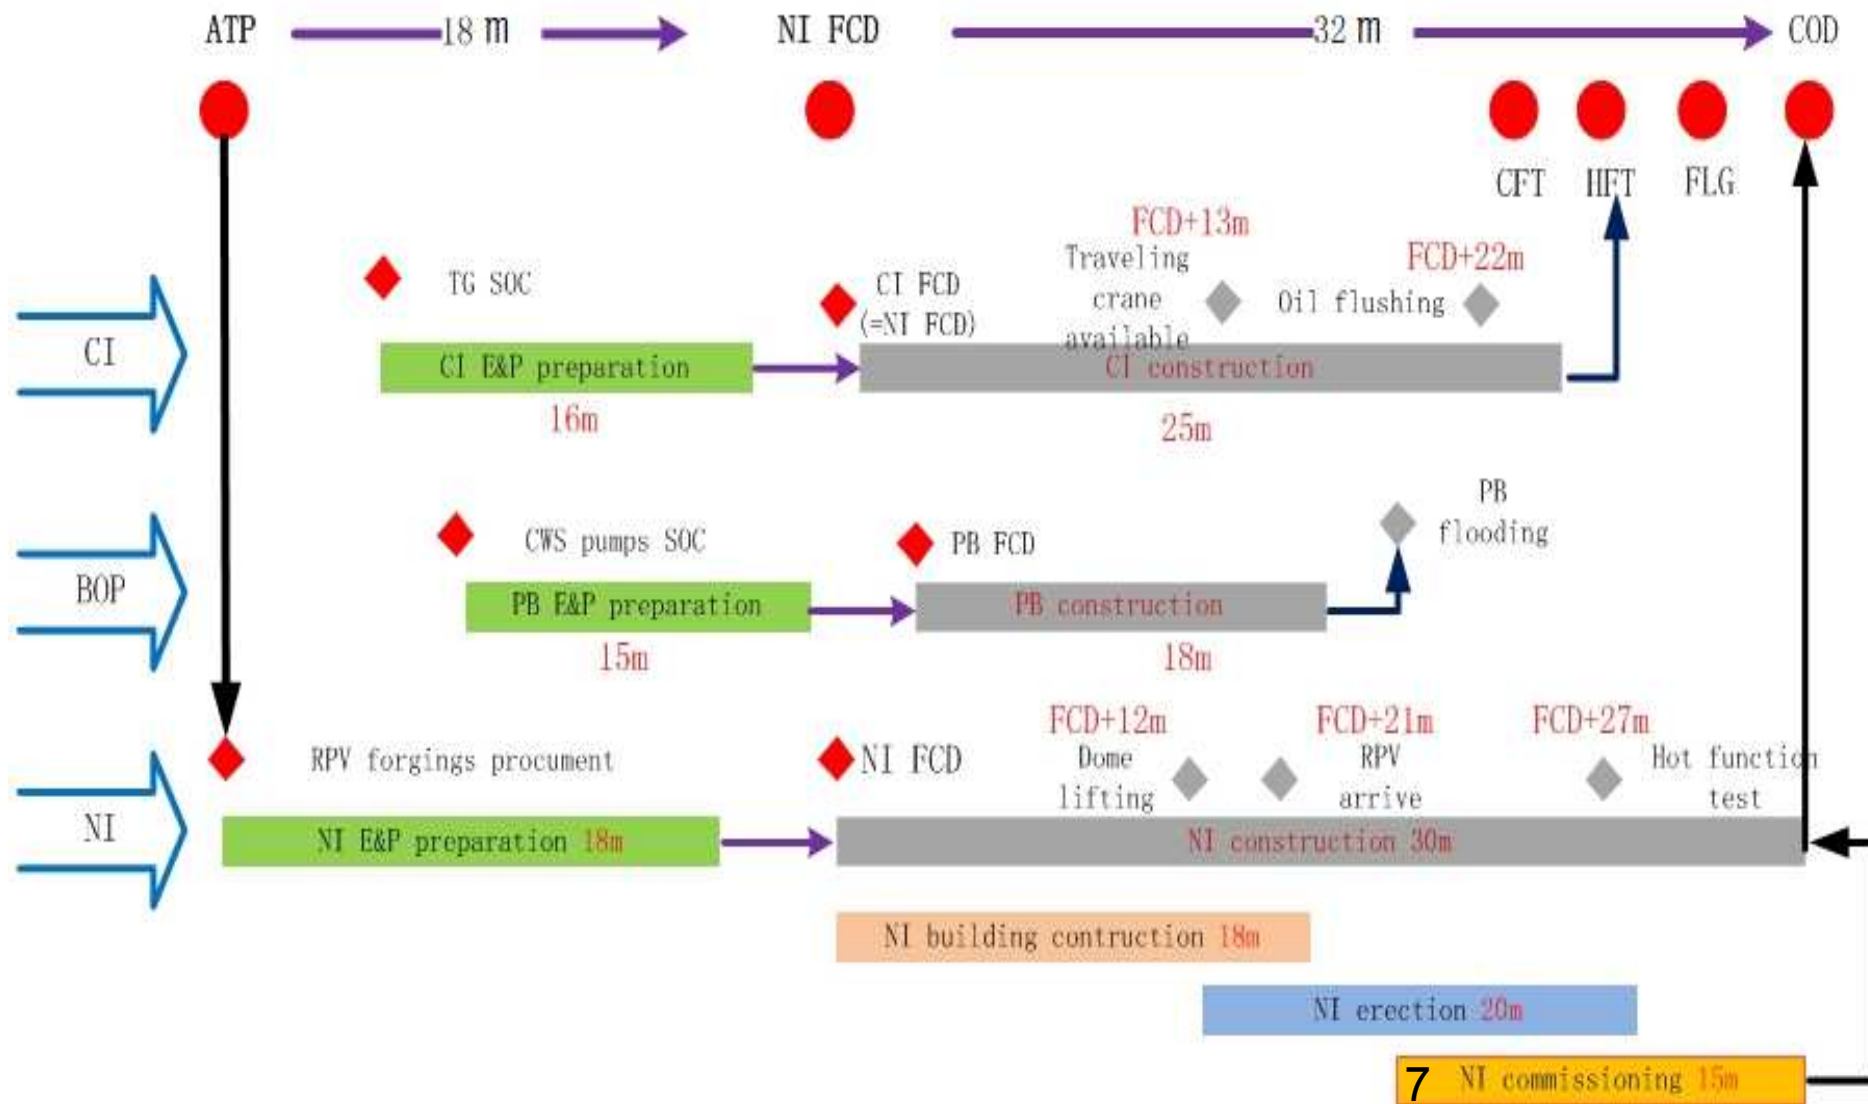 ATP 18 m NI FCD 32 m COD
CFT HFT FLG
FCD+13m
FCD+22m
TG SOC
CI FCD
(=NI FCD)
Traveling
crane
available
Oil flushing
CI
CI E&P preparation
CI construction
16m
25m
PB
flooding
CWS pumps SOC
PB FCD
BOP
PB E&P preparation
PB construction
15m
18m
FCD+12m
FCD+21m
FCD+27m
RPV forgings procument
NI FCD
Dome
lifting
RPV
arrive
Hot function
test
NI
NI E&P preparation 18m
NI construction 30m
NI building contruction 18m
NI erection 20m
7 NI commissioning 15m